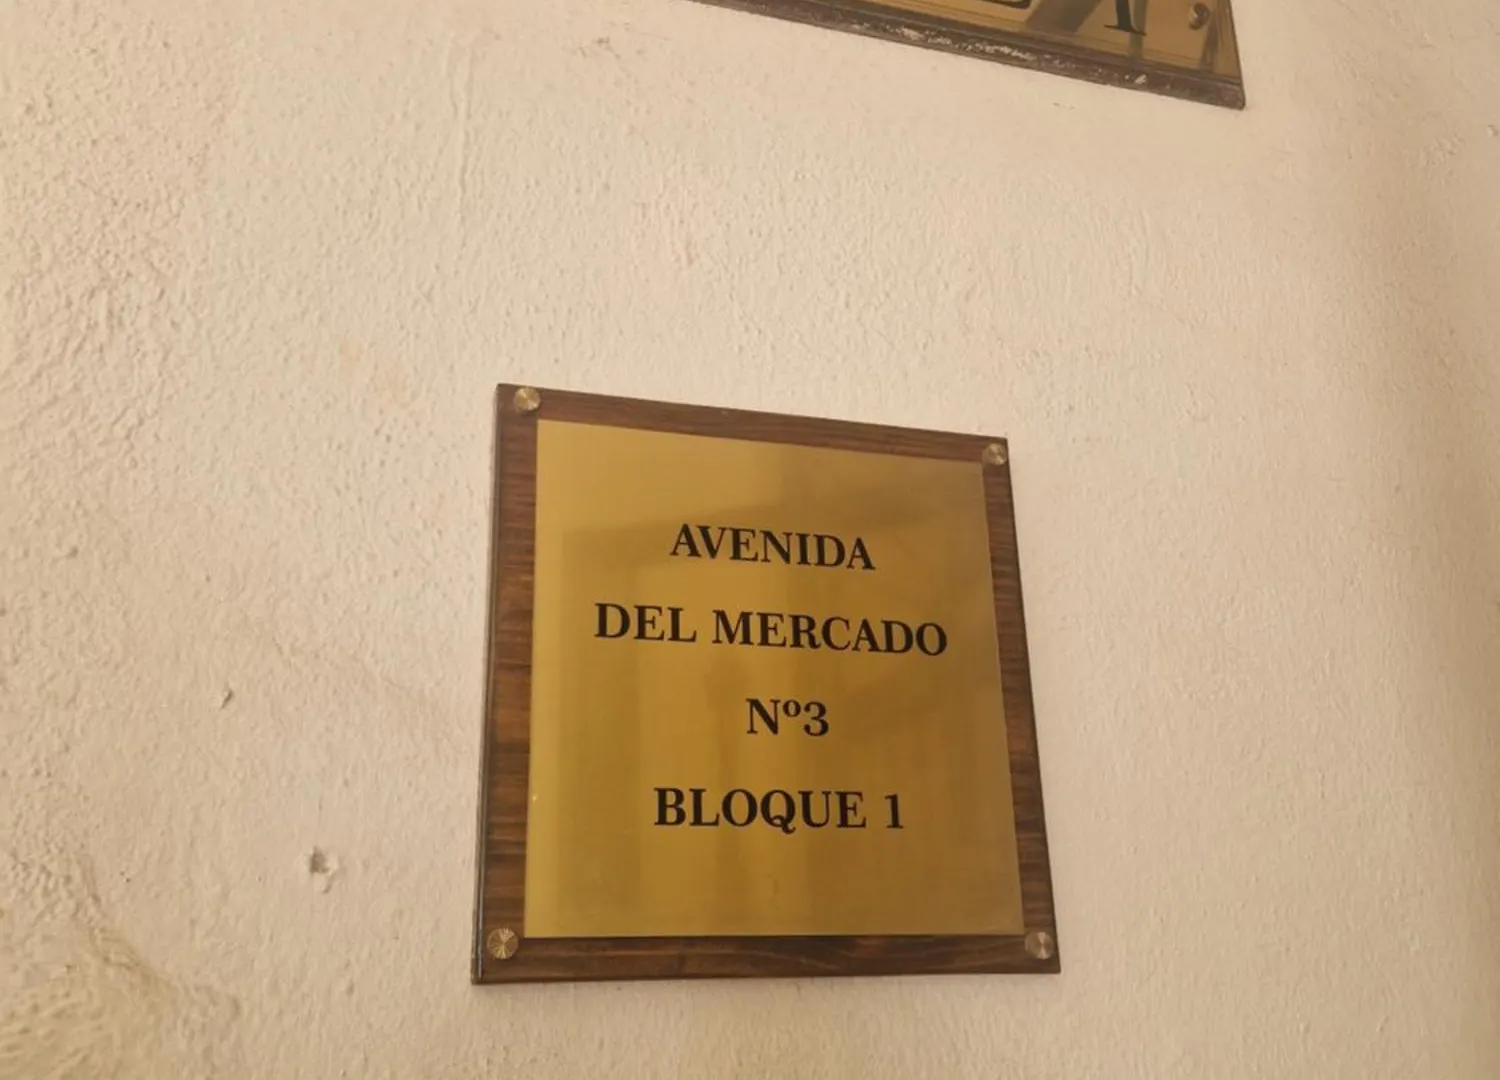 AVENIDA
DEL MERCADO
Nº3
BLOQUE 1